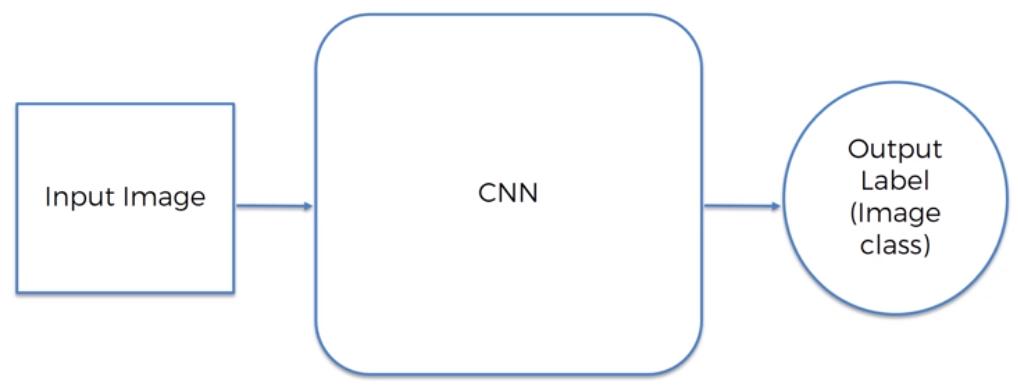 Input Image
CNN
Output
Label
(Image
class)